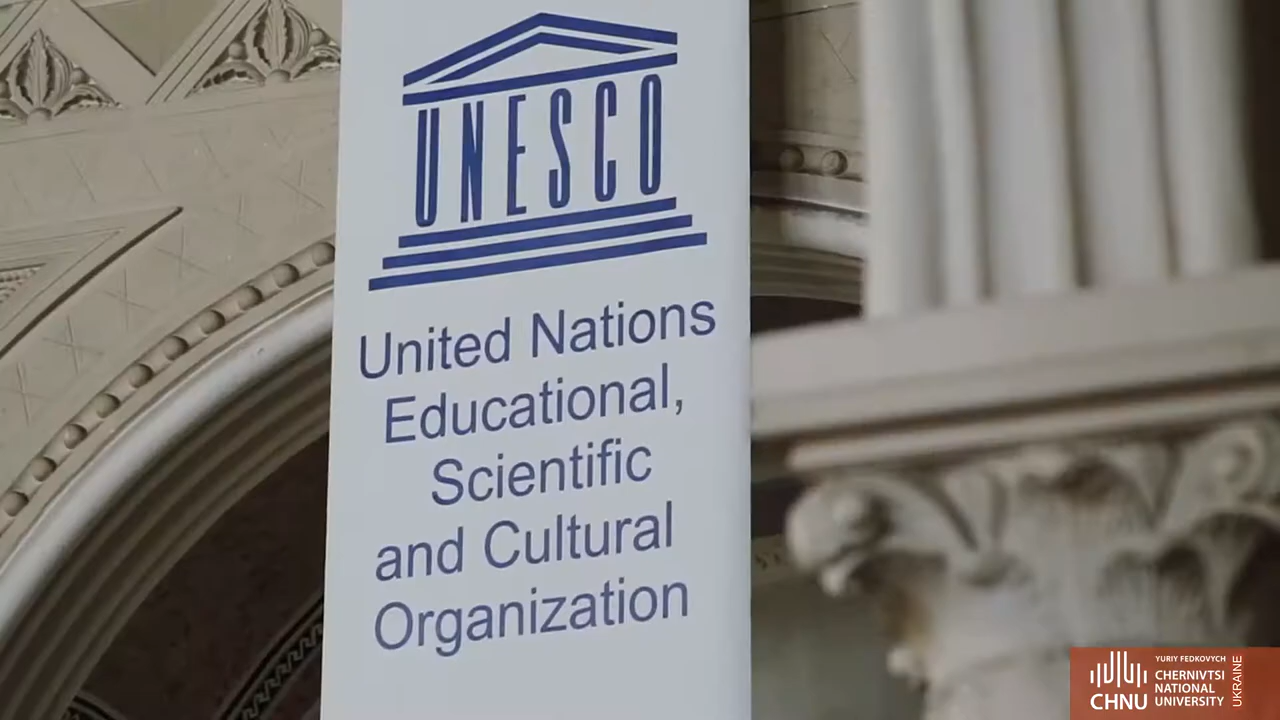 UNESCO
United Nations
Educational,
Scientific
and Cultural
Organization
YURIY FEDKOVYCH
CHERNIVTSI
NATIONAL
UNIVERSITY
UKRAINE
CHNU